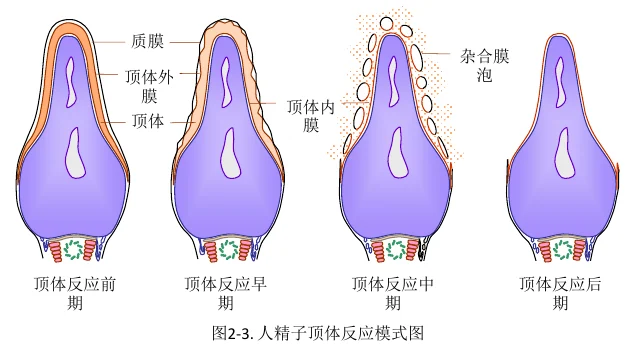 质膜
顶体外
膜
顶体
顶体内
膜
杂合膜
泡
顶体反应前
期
顶体反应早
期
顶体反应中
期
顶体反应后
期
图2-3. 人精子顶体反应模式图